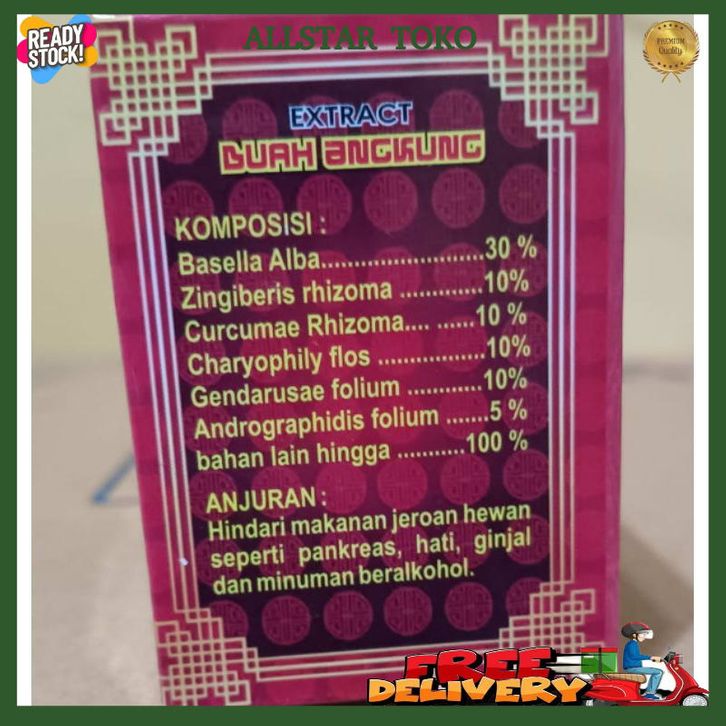 READY
STOCK!
ALLSTAR TOKO
PREMIUM
Quality
EXTRACT
BUAH ANGKUNG
KOMPOSISI :
Basella Alba........................30 %
Zingiberis rhizoma ............10%
Curcumae Rhizoma.... ......10 %
Charyophily flos .................10%
Gendarusae folium ............10%
Andrographidis folium .......5 %
bahan lain hingga ...........100 %
ANJURAN :
Hindari makanan jeroan hewan
seperti pankreas, hati, ginjal
dan minuman beralkohol.
FREE
DELIVERY